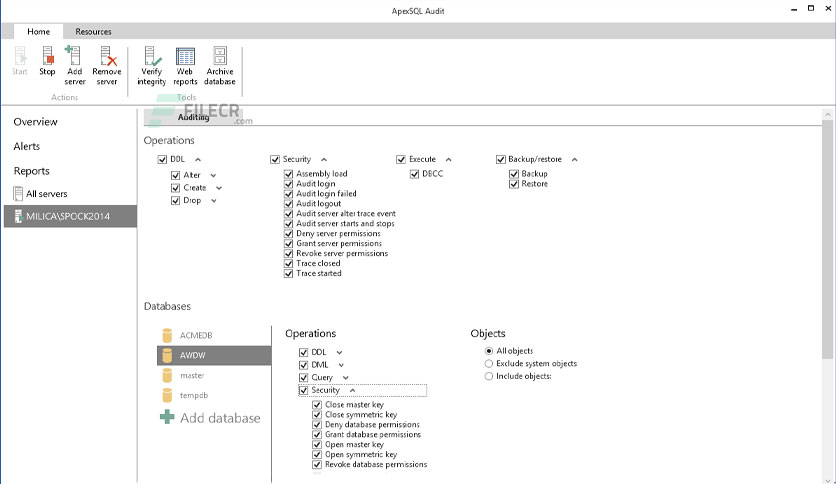 ApexSQL Audit
Home Resources
Start Stop Add server Remove server Verify integrity Web reports Archive database
Actions Tools
FILECR .com
Overview
Alerts
Reports
All servers
MILICA\SPOCK2014
Auditing
Operations
DDL
Alter
Create
Drop
Security
Assembly load
Audit login
Audit login failed
Audit logout
Audit server alter trace event
Audit server starts and stops
Deny server permissions
Grant server permissions
Revoke server permissions
Trace closed
Trace started
Execute
DBCC
Backup/restore
Backup
Restore
Databases
ACMEDB
AWDW
master
tempdb
Add database
Operations
DDL
DML
Query
Security
Close master key
Close symmetric key
Deny database permissions
Grant database permissions
Open master key
Open symmetric key
Revoke database permissions
Objects
All objects
Exclude system objects
Include objects: